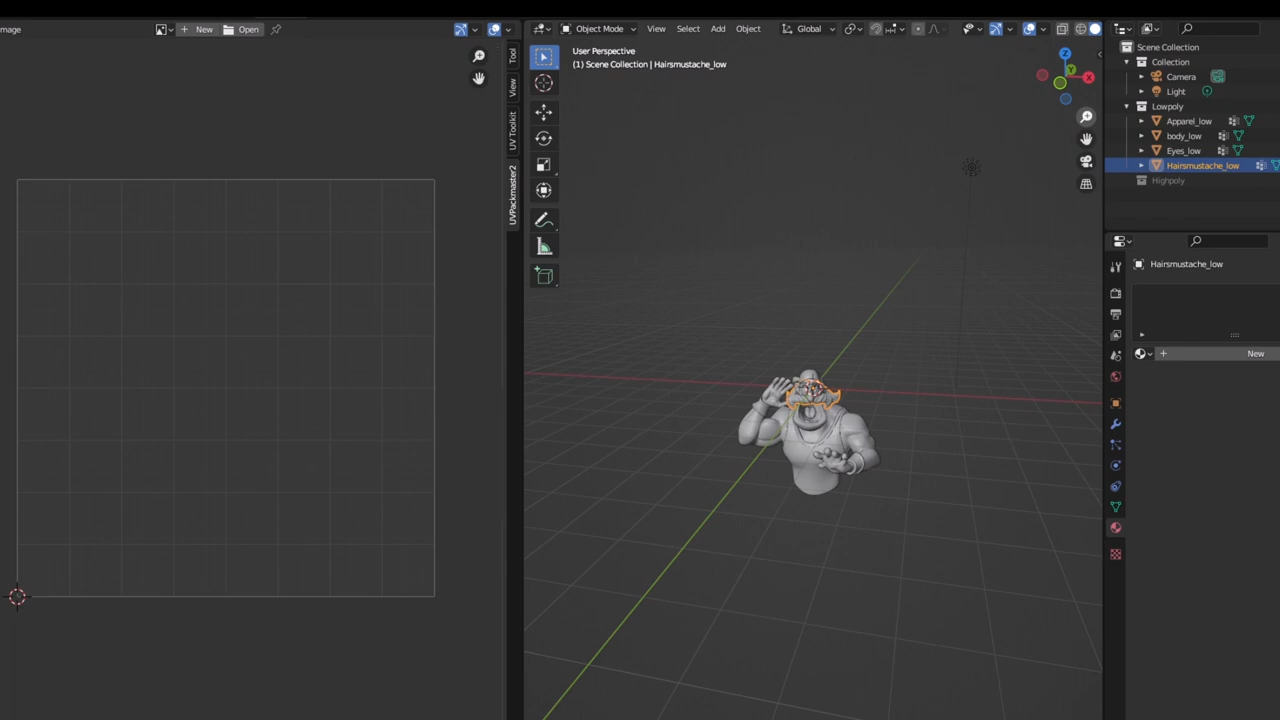 mage
New
Open
Tool
View
UV Toolkit
UVPackmaster2
Object Mode
View
Select
Add
Object
Global
User Perspective
(1) Scene Collection | Hairsmustache_low
Z
Y
X
Scene Collection
Collection
Camera
Light
Lowpoly
Apparel_low
body_low
Eyes_low
Hairsmustache_low
Highpoly
Hairsmustache_low
New